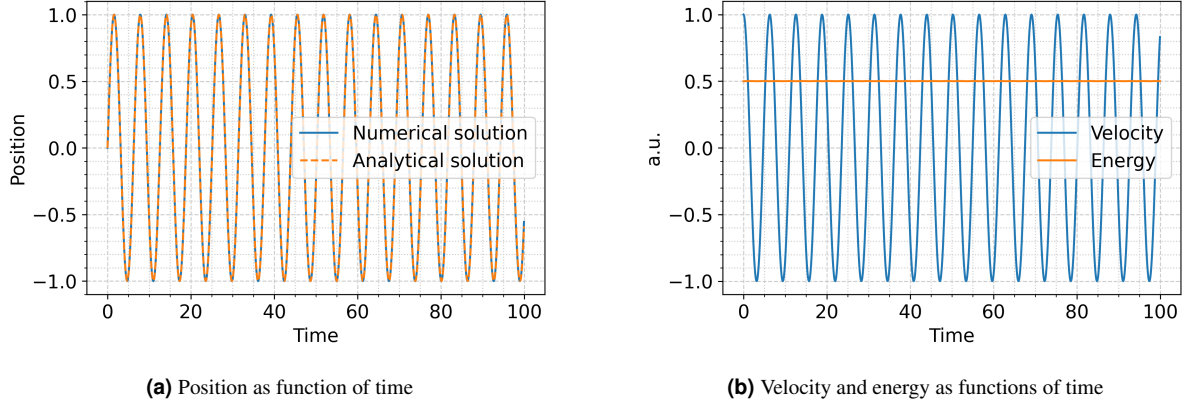 1.0
0.5
0.0
−0.5
−1.0
Position
Numerical solution
Analytical solution
0 20 40 60 80 100
Time
(a) Position as function of time
1.0
0.5
0.0
−0.5
−1.0
a.u.
Velocity
Energy
0 20 40 60 80 100
Time
(b) Velocity and energy as functions of time